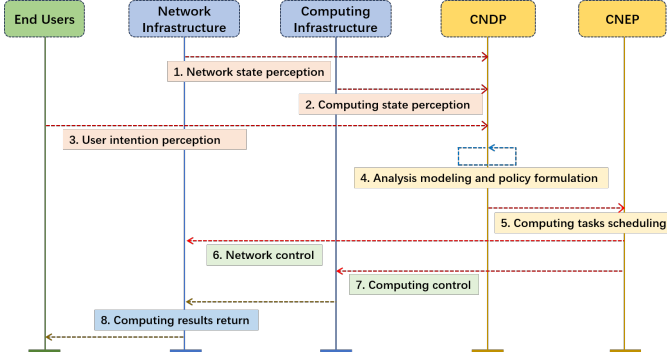 End Users
Network
Infrastructure
Computing
Infrastructure
CNDP
CNEP
1. Network state perception
2. Computing state perception
3. User intention perception
4. Analysis modeling and policy formulation
5. Computing tasks scheduling
6. Network control
7. Computing control
8. Computing results return